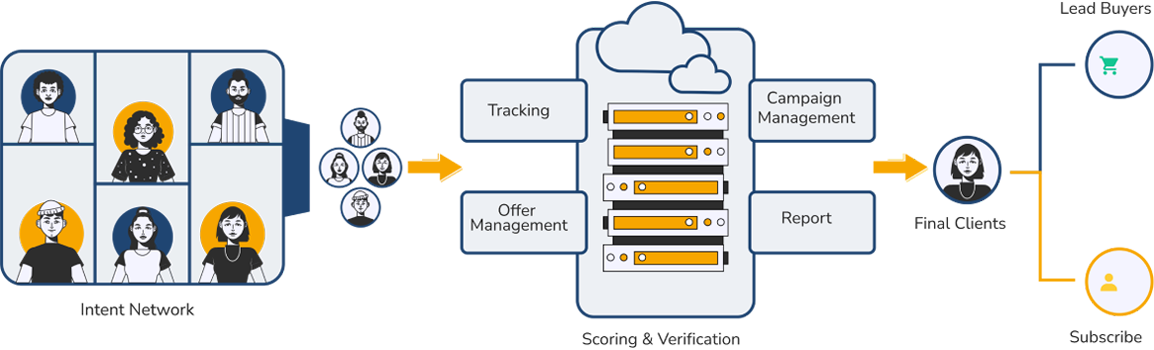 Lead Buyers
Tracking
Campaign
Management
Offer
Management
Report
Final Clients
Intent Network
Scoring & Verification
Subscribe